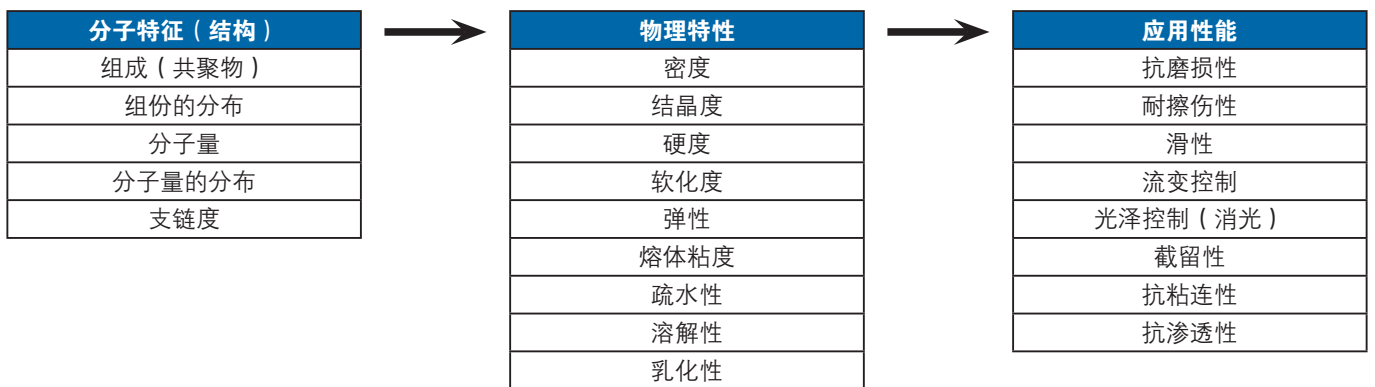 分子特征（结构）
组成（共聚物）
组份的分布
分子量
分子量的分布
支链度
物理特性
密度
结晶度
硬度
软化度
弹性
熔体粘度
疏水性
溶解性
乳化性
应用性能
抗磨损性
耐擦伤性
滑性
流变控制
光泽控制（消光）
截留性
抗粘连性
抗渗透性